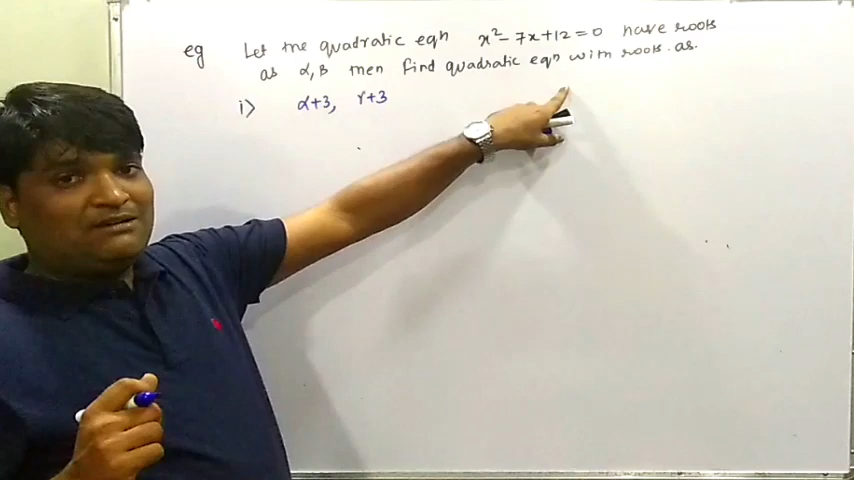 eg Let the quadratic eqn x² - 7x + 12 = 0 have roots
as α, β then find quadratic eqn with roots as.
i) α+3, r+3